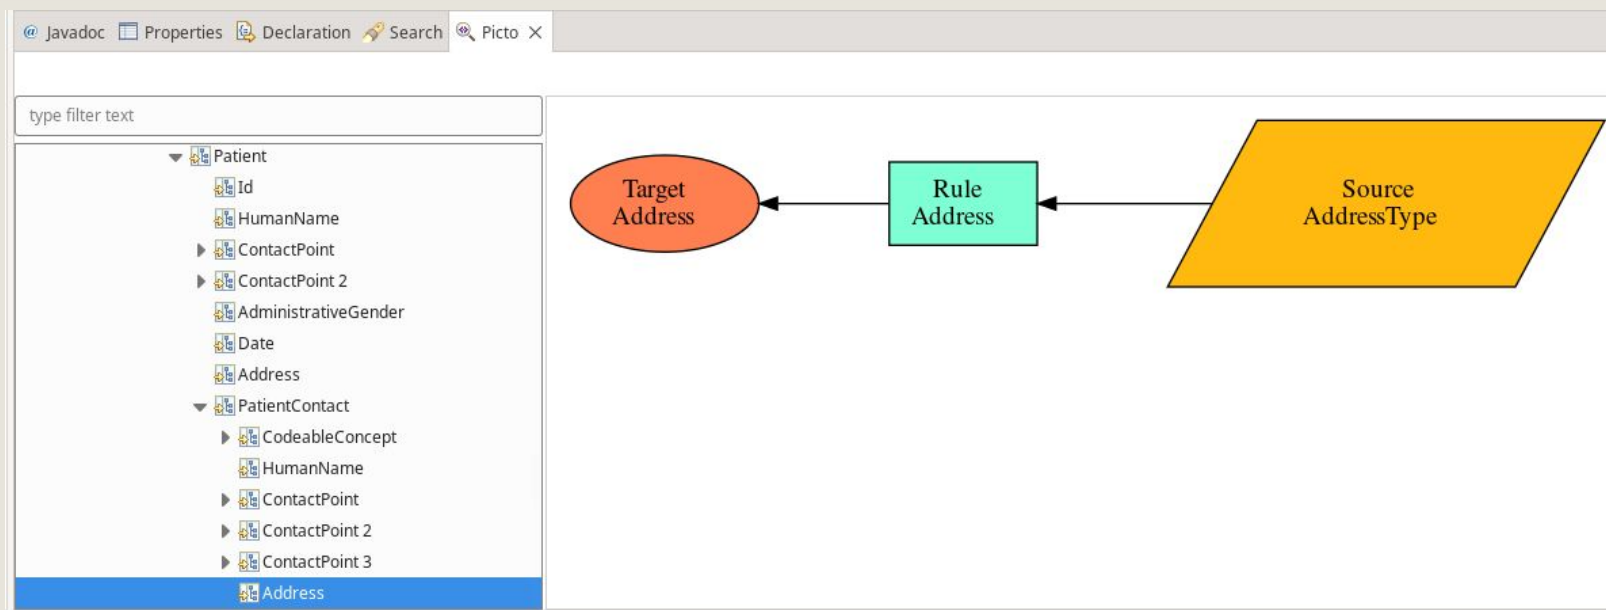 @ Javadoc Properties Declaration Search Picto
type filter text
Patient
Id
HumanName
ContactPoint
ContactPoint 2
AdministrativeGender
Date
Address
PatientContact
CodeableConcept
HumanName
ContactPoint
ContactPoint 2
ContactPoint 3
Address
Target
Address
Rule
Address
Source
AddressType